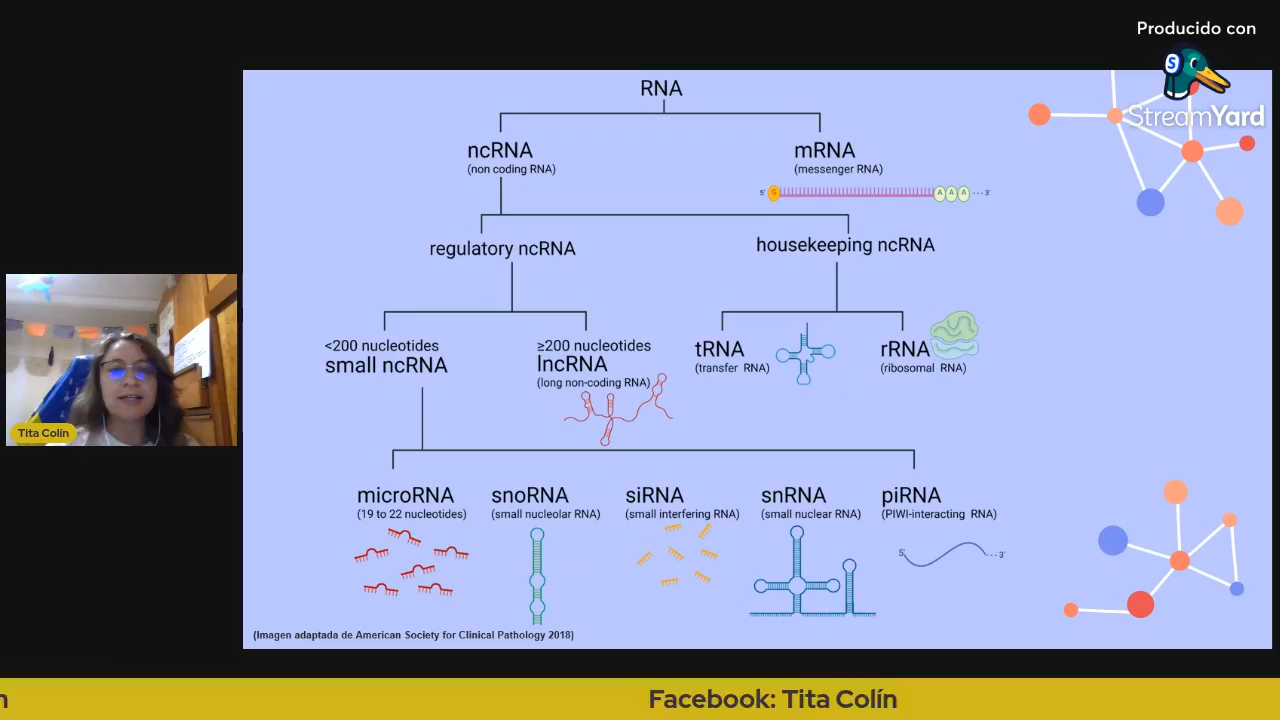 Producido con
StreamYard
RNA
ncRNA
(non coding RNA)
mRNA
(messenger RNA)
5' G A A A 3'
regulatory ncRNA
housekeeping ncRNA
<200 nucleotides
small ncRNA
≥200 nucleotides
lncRNA
(long non-coding RNA)
tRNA
(transfer RNA)
rRNA
(ribosomal RNA)
microRNA
(19 to 22 nucleotides)
snoRNA
(small nucleolar RNA)
siRNA
(small interfering RNA)
snRNA
(small nuclear RNA)
piRNA
(PIWI-interacting RNA)
5' 3'
(Imagen adaptada de American Society for Clinical Pathology 2018)
Tita Colín
Facebook: Tita Colín